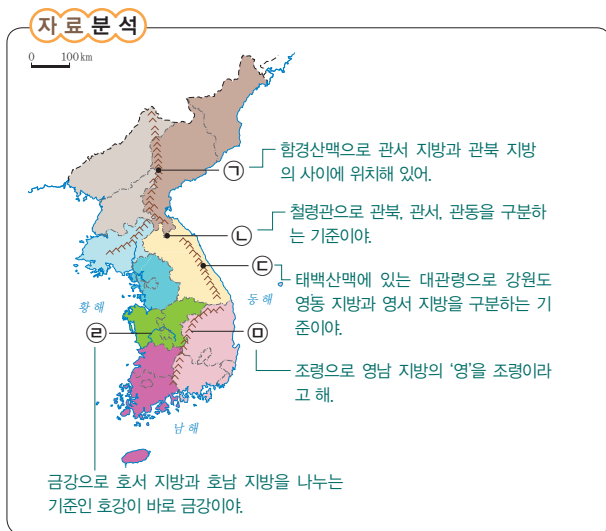 자료분석
0 100km
㉠
함경산맥으로 관서 지방과 관북 지방
의 사이에 위치해 있어.
㉡
철령관으로 관북, 관서, 관동을 구분하
는 기준이야.
㉢
태백산맥에 있는 대관령으로 강원도
영동 지방과 영서 지방을 구분하는 기
준이야.
동해
황해
㉣
㉤
조령으로 영남 지방의 ‘영’을 조령이라
고 해.
남해
금강으로 호서 지방과 호남 지방을 나누는
기준인 호강이 바로 금강이야.